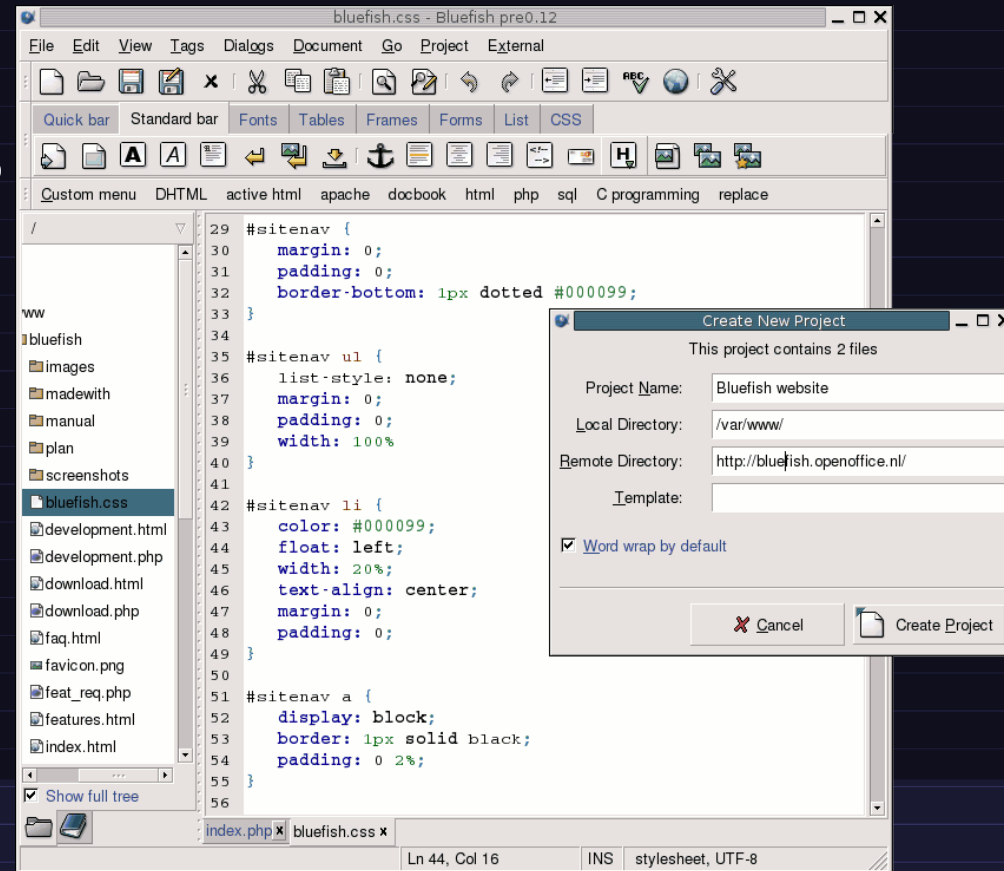 bluefish.css - Bluefish pre0.12
File Edit View Tags Dialogs Document Go Project External
ABC
Quick bar Standard bar Fonts Tables Frames Forms List CSS
A A H
Custom menu DHTML active html apache docbook html php sql C programming replace
/
ww
bluefish
images
madewith
manual
plan
screenshots
bluefish.css
development.html
development.php
download.html
download.php
faq.html
favicon.png
feat_req.php
features.html
index.html
Show full tree
29 #sitenav {
30 margin: 0;
31 padding: 0;
32 border-bottom: 1px dotted #000099;
33 }
34
35 #sitenav ul {
36 list-style: none;
37 margin: 0;
38 padding: 0;
39 width: 100%
40 }
41
42 #sitenav li {
43 color: #000099;
44 float: left;
45 width: 20%;
46 text-align: center;
47 margin: 0;
48 padding: 0;
49 }
50
51 #sitenav a {
52 display: block;
53 border: 1px solid black;
54 padding: 0 2%;
55 }
56
index.php bluefish.css
Ln 44, Col 16 INS stylesheet, UTF-8
Create New Project
This project contains 2 files
Project Name: Bluefish website
Local Directory: /var/www/
Remote Directory: http://bluefish.openoffice.nl/
Template:
Word wrap by default
Cancel Create Project